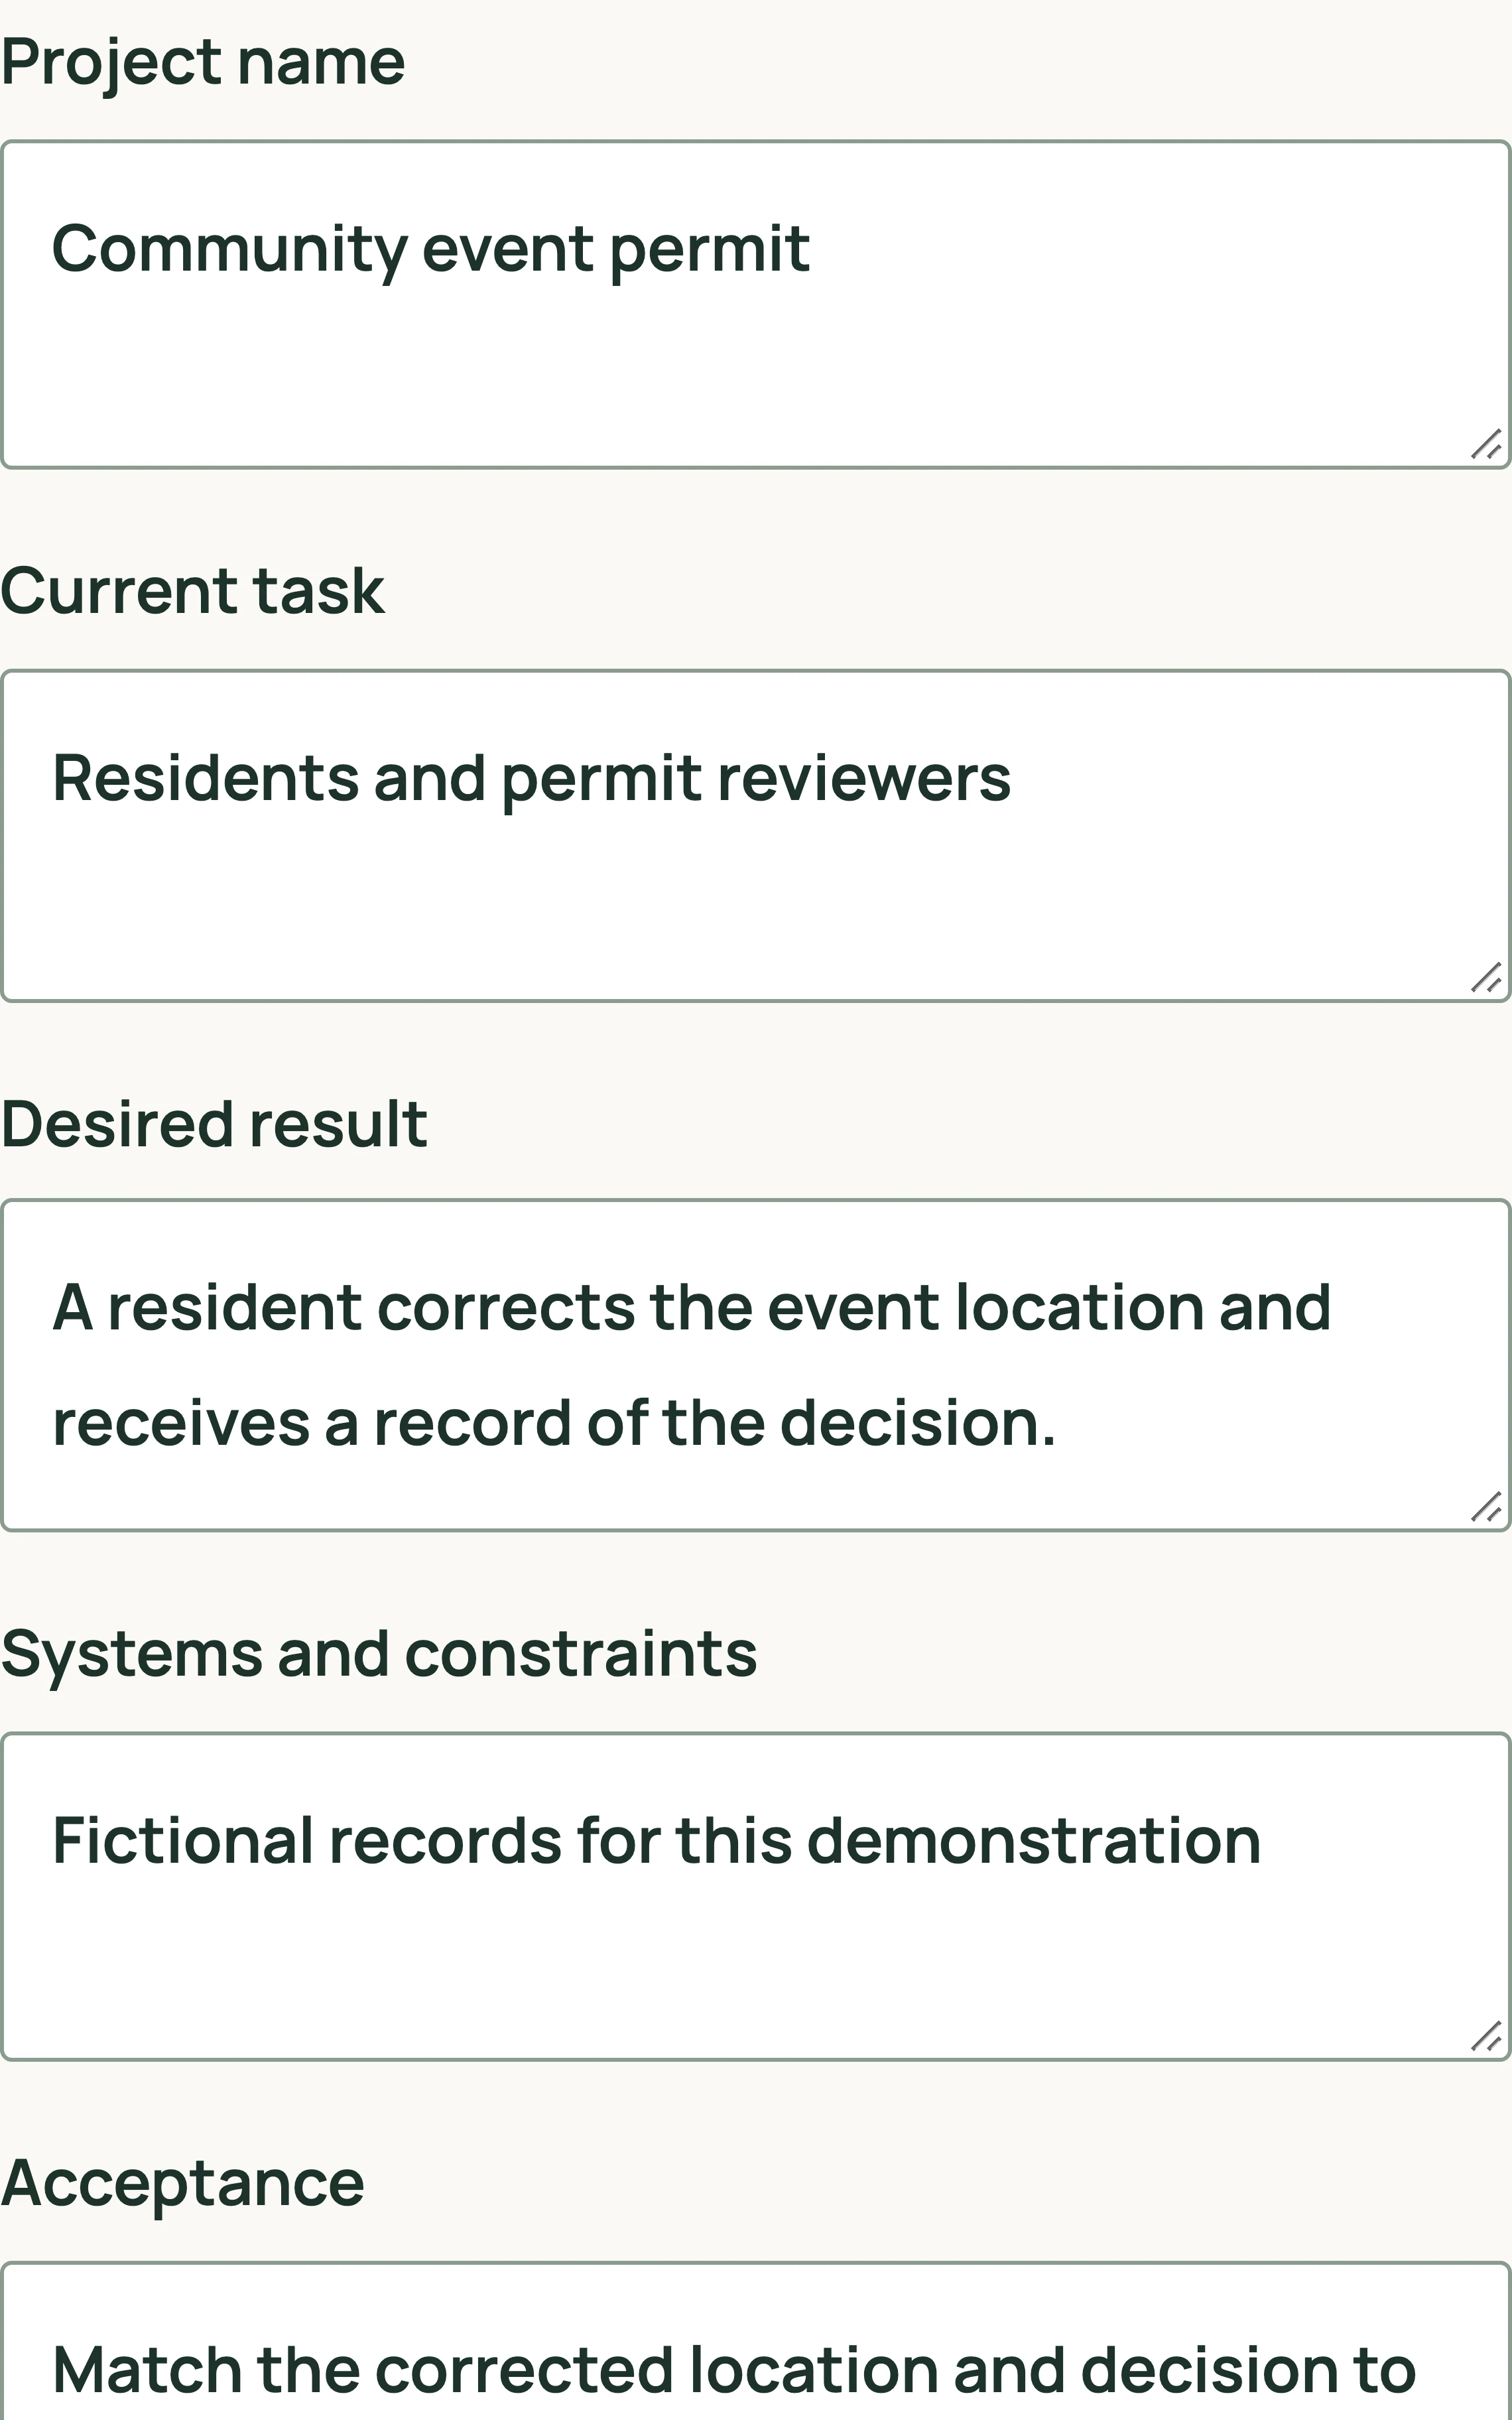 Project name
Community event permit
Current task
Residents and permit reviewers
Desired result
A resident corrects the event location and
receives a record of the decision.
Systems and constraints
Fictional records for this demonstration
Acceptance
Match the corrected location and decision to